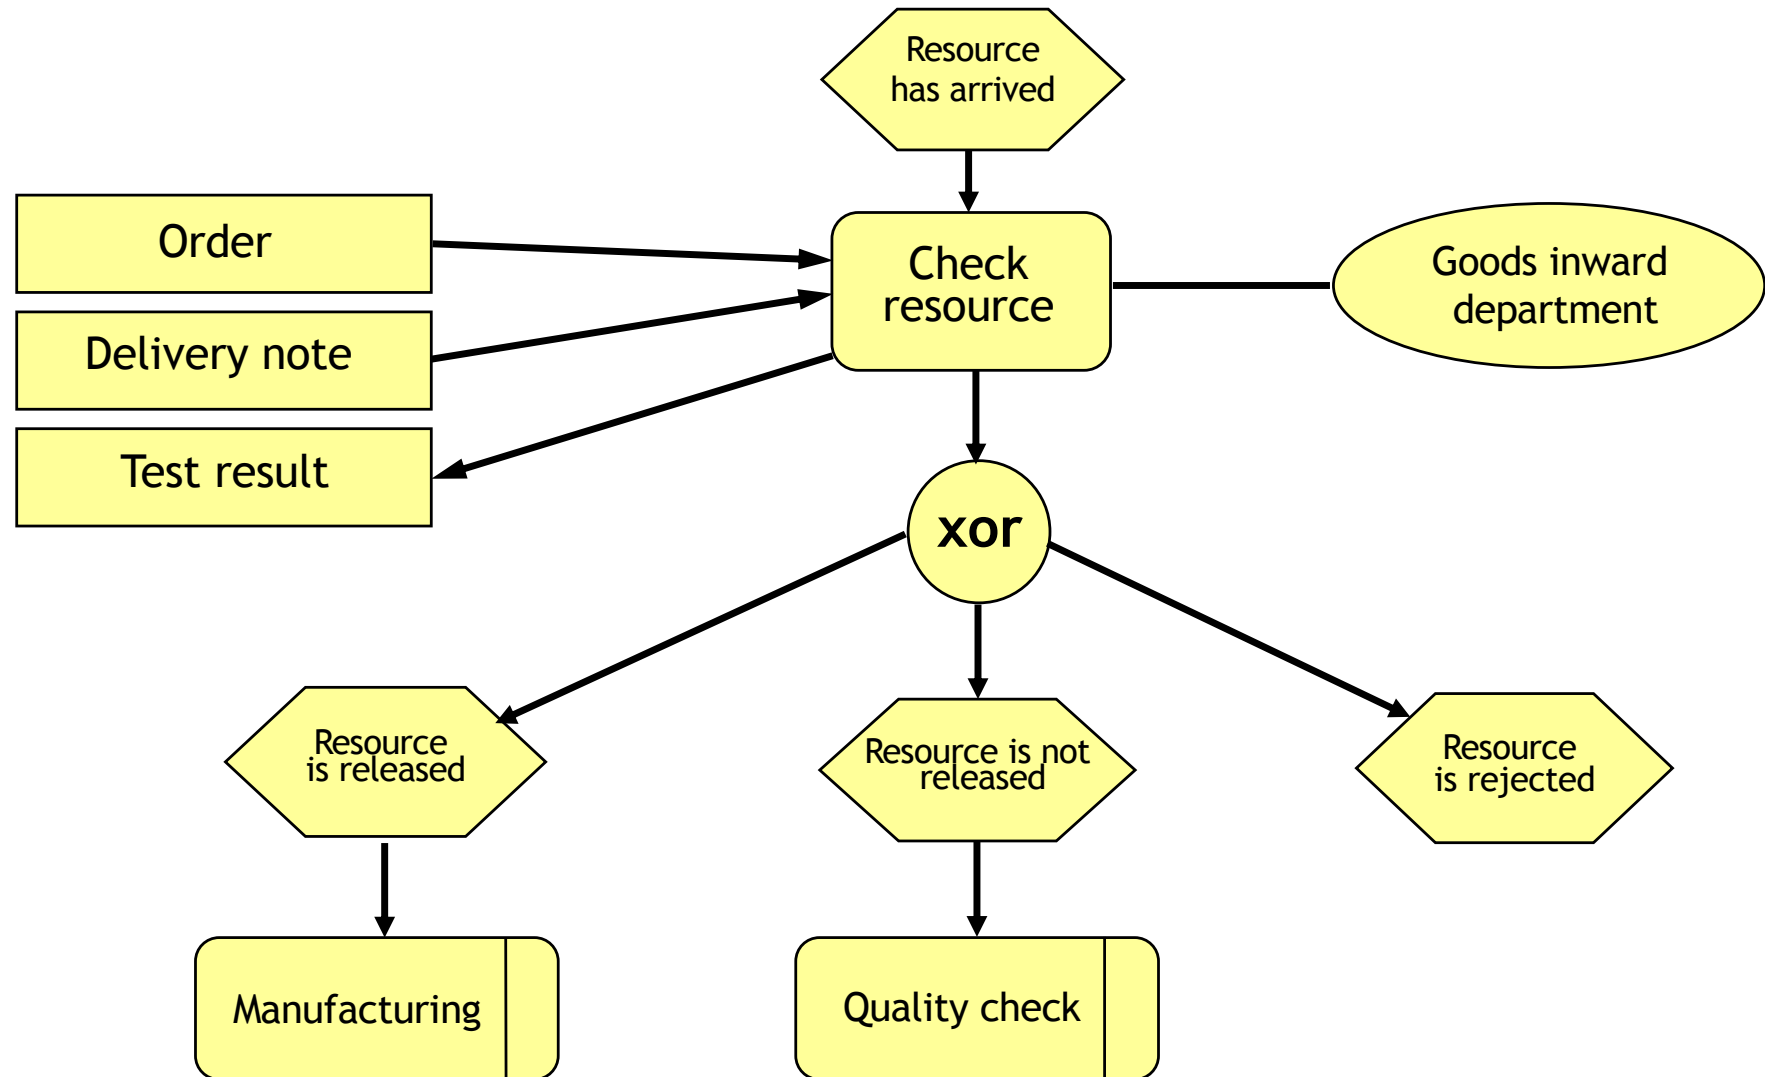 Resource
has arrived
Order
Check
resource
Goods inward
department
Delivery note
Test result
xor
Resource
is released
Resource is not
released
Resource
is rejected
Manufacturing
Quality check